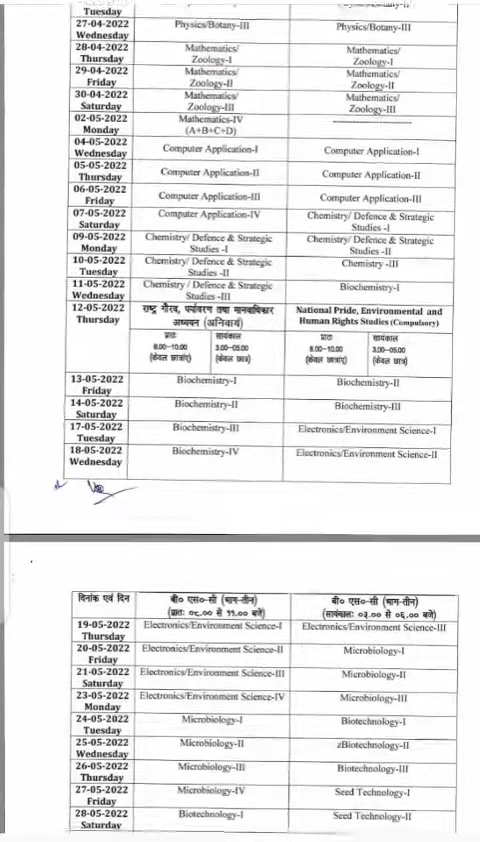 Tuesday
27-04-2022 Physics/Botany-III Physics/Botany-III
Wednesday
28-04-2022 Mathematics/ Mathematics/
Thursday Zoology-I Zoology-I
29-04-2022 Mathematics/ Mathematics/
Friday Zoology-II Zoology-II
30-04-2022 Mathematics/ Mathematics/
Saturday Zoology-III Zoology-III
02-05-2022 Mathematics-IV --------------------
Monday (A+B+C+D)
04-05-2022 Computer Application-I Computer Application-I
Wednesday
05-05-2022 Computer Application-II Computer Application-II
Thursday
06-05-2022 Computer Application-III Computer Application-III
Friday
07-05-2022 Computer Application-IV Chemistry/ Defence & Strategic
Saturday Studies -I
09-05-2022 Chemistry/ Defence & Strategic Chemistry/ Defence & Strategic
Monday Studies -I Studies -II
10-05-2022 Chemistry/ Defence & Strategic Chemistry -III
Tuesday Studies -II
11-05-2022 Chemistry / Defence & Strategic Biochemistry-I
Wednesday Studies -III
12-05-2022 राष्ट्र गौरव, पर्यावरण तथा मानवाधिकार National Pride, Environmental and
Thursday अध्ययन (अनिवार्य) Human Rights Studies (Compulsory)
प्रातः सायंकाल प्रातः सायंकाल
8.00-10.00 3.00-05.00 8.00-10.00 3.00-05.00
(केवल छात्राएं) (केवल छात्र) (केवल छात्राएं) (केवल छात्र)
13-05-2022 Biochemistry-I Biochemistry-II
Friday
14-05-2022 Biochemistry-II Biochemistry-III
Saturday
17-05-2022 Biochemistry-III Electronics/Environment Science-I
Tuesday
18-05-2022 Biochemistry-IV Electronics/Environment Science-II
Wednesday
दिनांक एवं दिन बी० एस०-सी (भाग-तीन) बी० एस०-सी (भाग-तीन)
(प्रातः ०८.०० से ११.०० बजे) (सायंकालः ०३.०० से ०६.०० बजे)
19-05-2022 Electronics/Environment Science-I Electronics/Environment Science-III
Thursday
20-05-2022 Electronics/Environment Science-II Microbiology-I
Friday
21-05-2022 Electronics/Environment Science-III Microbiology-II
Saturday
23-05-2022 Electronics/Environment Science-IV Microbiology-III
Monday
24-05-2022 Microbiology-I Biotechnology-I
Tuesday
25-05-2022 Microbiology-II zBiotechnology-II
Wednesday
26-05-2022 Microbiology-III Biotechnology-III
Thursday
27-05-2022 Microbiology-IV Seed Technology-I
Friday
28-05-2022 Biotechnology-I Seed Technology-II
Saturday